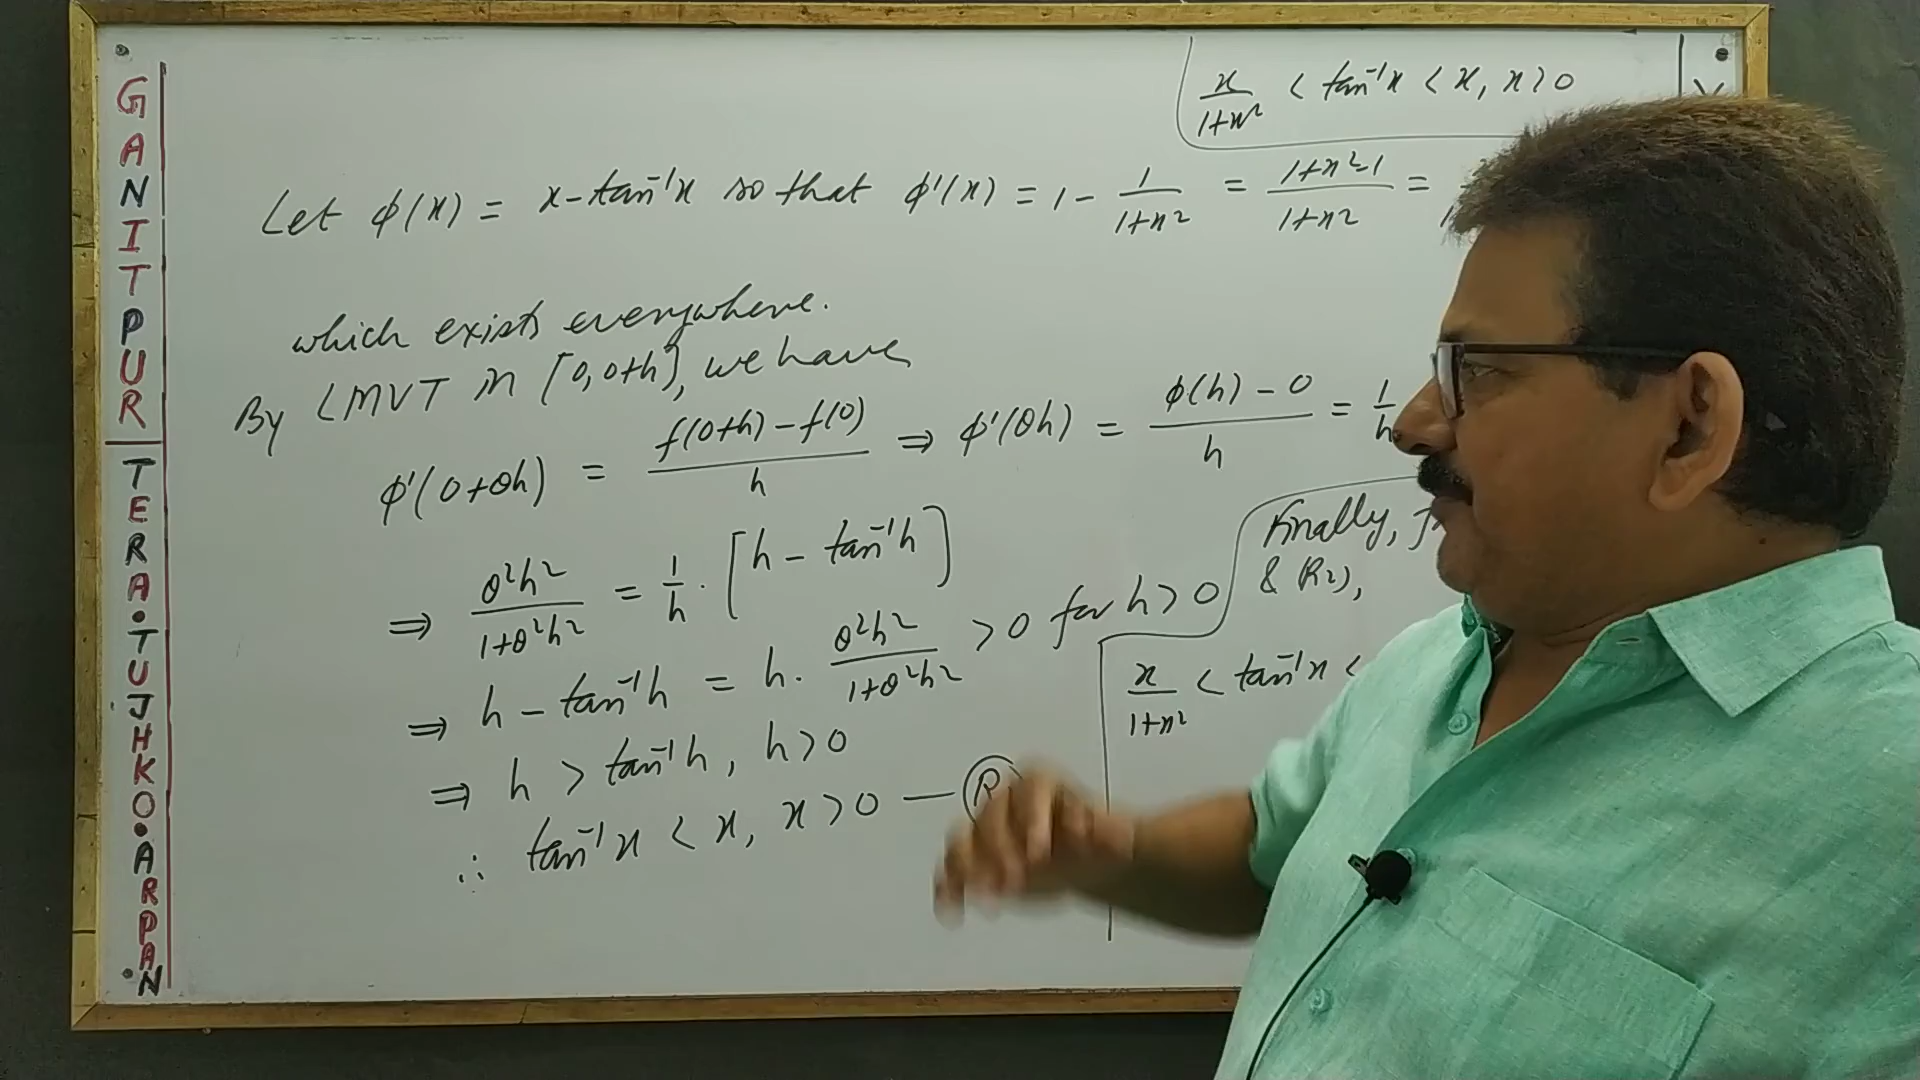 GANITPUR
TERA•TUJHKO•ARPAN
x/(1+x²) < tan⁻¹x < x, x>0
Let ϕ(x) = x-tan⁻¹x so that ϕ'(x) = 1 - 1/(1+x²) = (1+x²-1)/(1+x²) =
which exists everywhere.
By LMVT in [0,0+h], we have
ϕ'(0+θh) = (f(0+h)-f(0))/h ⇒ ϕ'(θh) = (ϕ(h)-0)/h = 1/h
⇒ θ²h²/(1+θ²h²) = 1/h · [h - tan⁻¹h]
⇒ h - tan⁻¹h = h. θ²h²/(1+θ²h²) >0 for h>0
⇒ h > tan⁻¹h, h>0
∴ tan⁻¹x < x, x>0 — R
Finally,
& R2),
x/(1+x²) < tan⁻¹x <